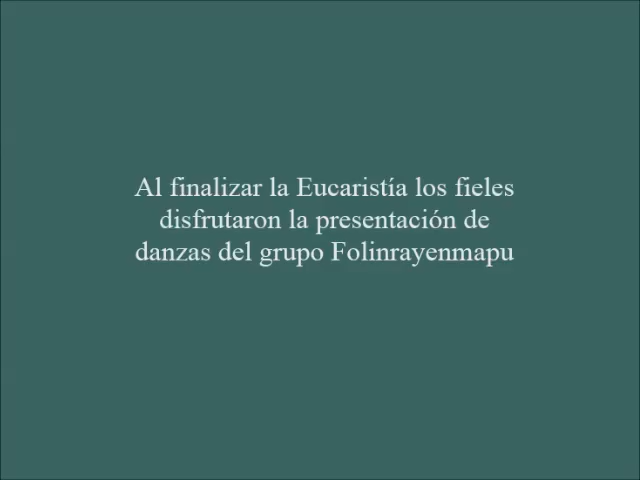 Al finalizar la Eucaristía los fieles
disfrutaron la presentación de
danzas del grupo Folinrayenmapu